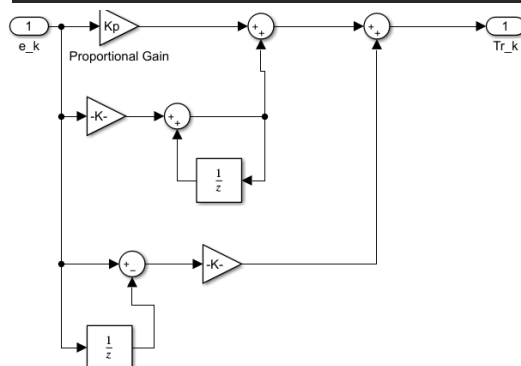 1
e_k
Kp
Proportional Gain
+
+
+
+
1
Tr_k
-K-
+
+
1
z
+
−
-K-
1
z